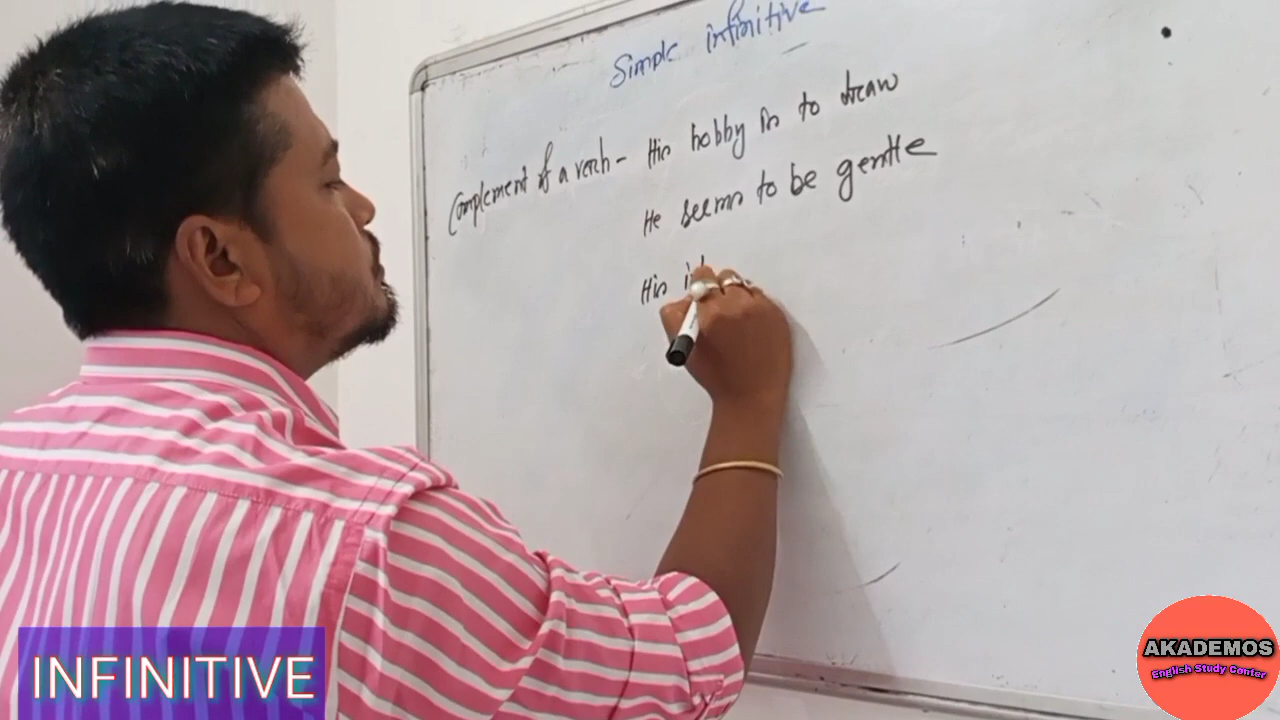 Simple infinitive
Complement of a verb - His hobby is to draw
He seems to be gentle
His
INFINITIVE
AKADEMOS
English Study Center